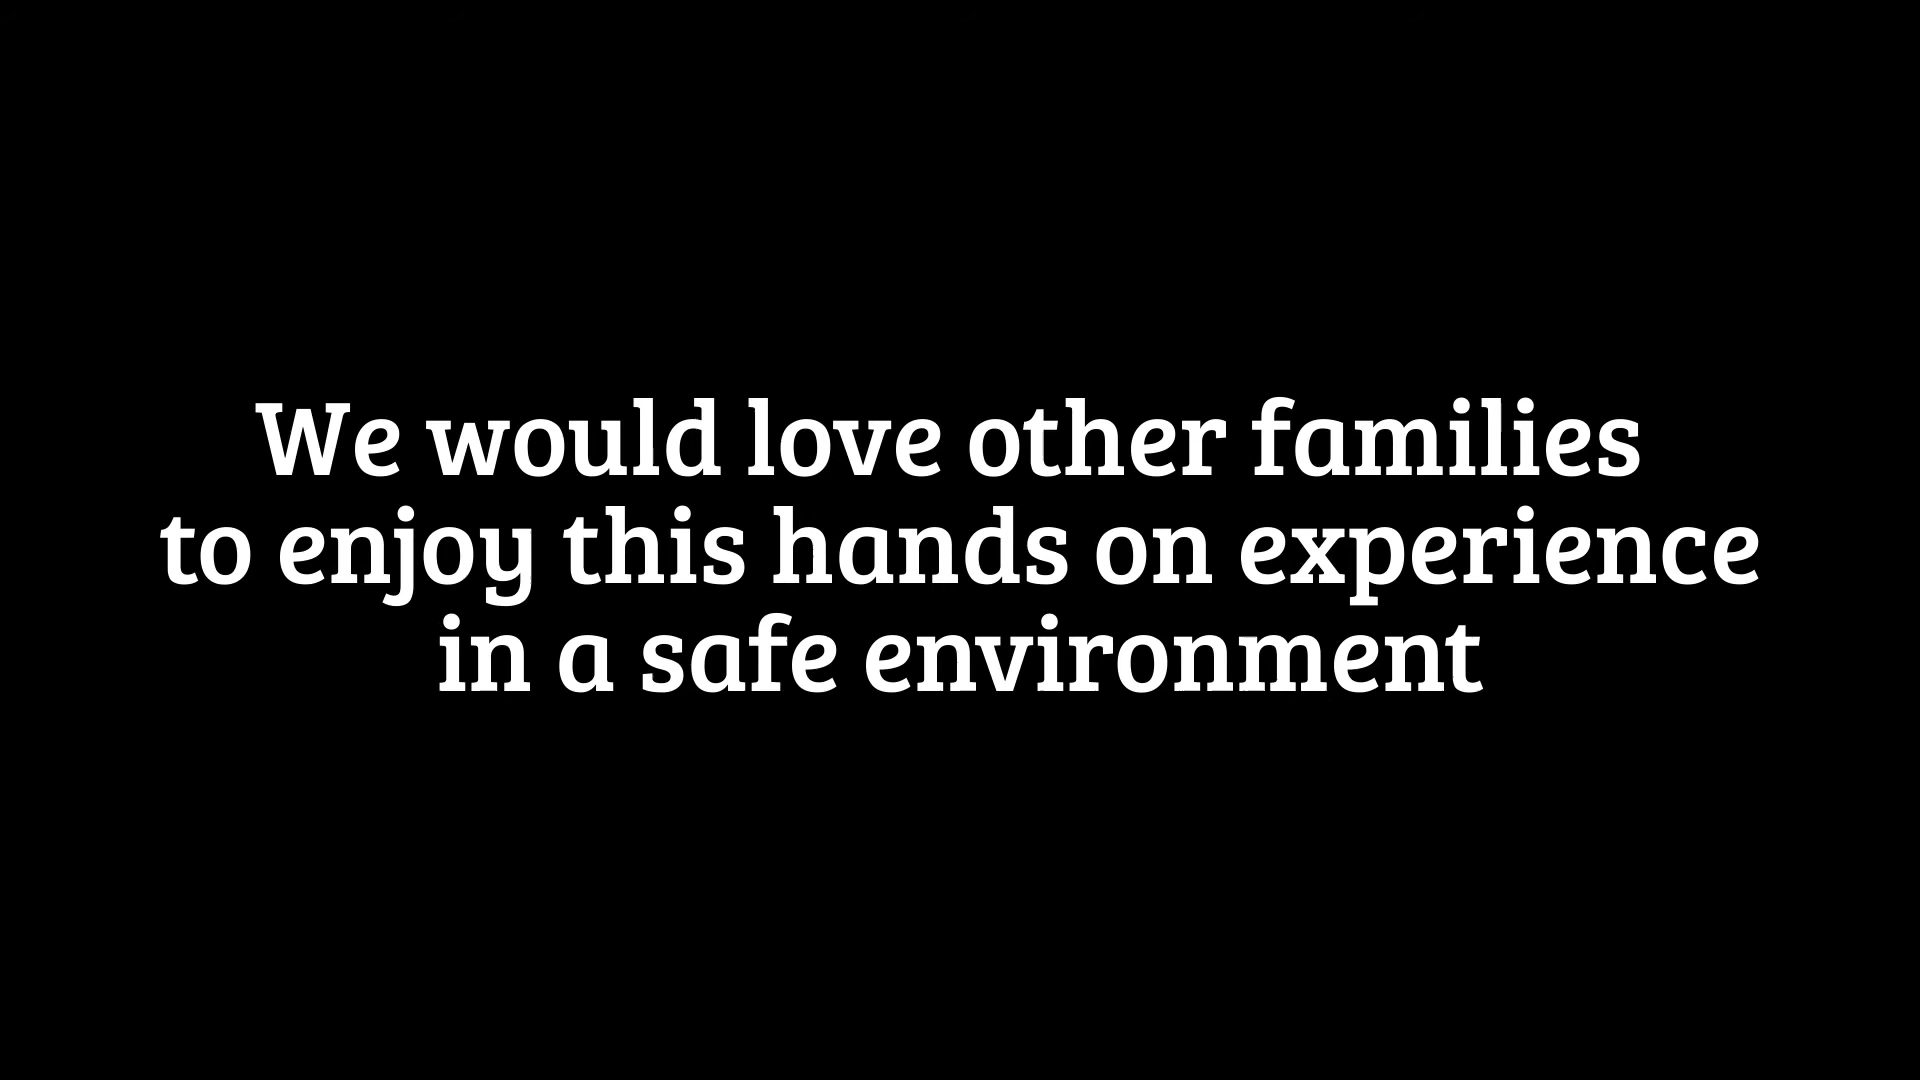 We would love other families
to enjoy this hands on experience
in a safe environment